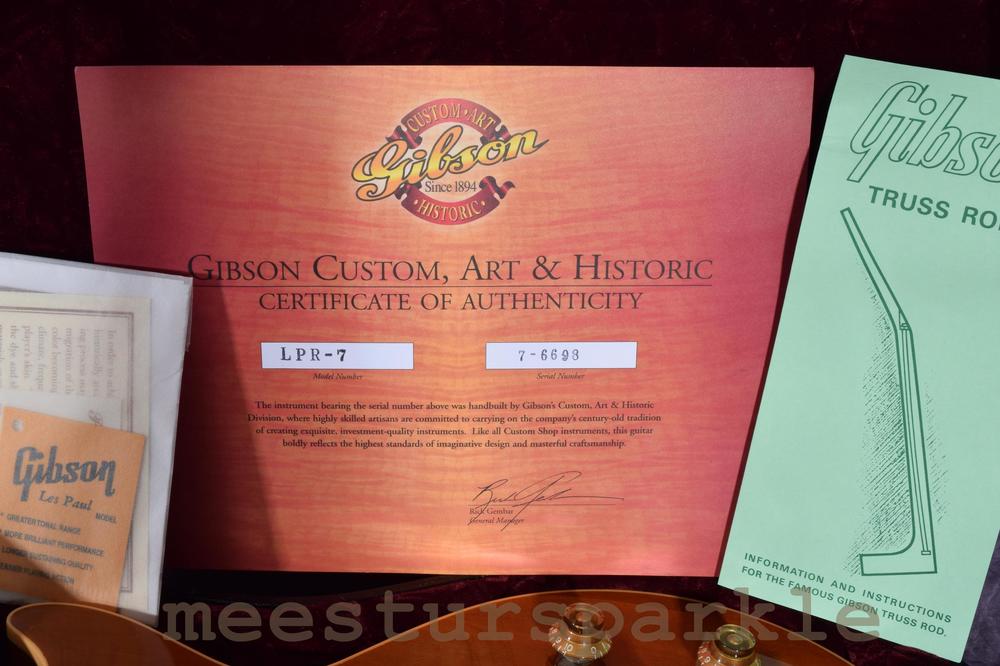 CUSTOM • ART
Gibson
Since 1894
HISTORIC
GIBSON CUSTOM, ART & HISTORIC
CERTIFICATE OF AUTHENTICITY
LPR-7
7-6698
Model Number
Serial Number
The instrument bearing the serial number above was handbuilt by Gibson's Custom, Art & Historic
Division, where highly skilled artisans are committed to carrying on the company's century-old tradition
of creating exquisite, investment-quality instruments. Like all Custom Shop instruments, this guitar
boldly reflects the highest standards of imaginative design and masterful craftsmanship.
Rick Gembar
General Manager
Gibson
Les Paul
MODEL
GREATER TONAL RANGE
MORE BRILLIANT PERFORMANCE
LONGER SUSTAINING QUALITY
PLAYING ACTION
Gibso
TRUSS RO
INFORMATION AND INSTRUCTIONS
FOR THE FAMOUS GIBSON TRUSS ROD.
meestursparkle